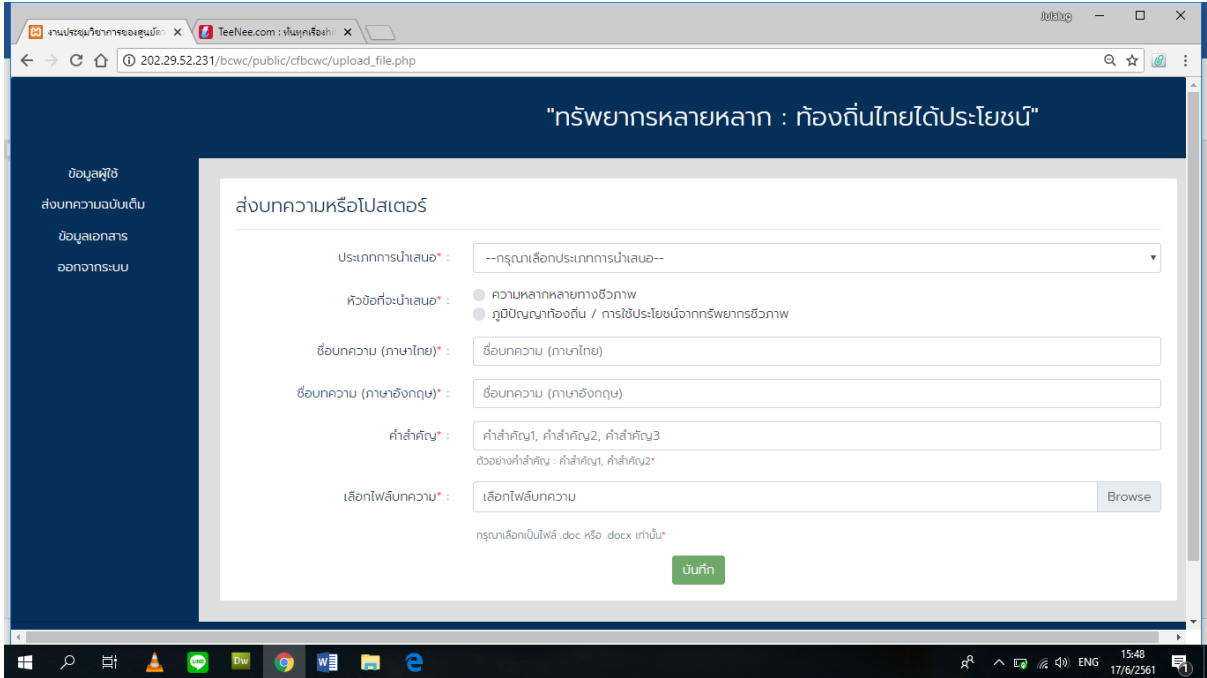 Julalug
งานประชุมวิชาการของศูนย์ควา
TeeNee.com : ทันทุกเรื่องฮิ
202.29.52.231/bcwc/public/cfbcwc/upload_file.php
"ทรัพยากรหลายหลาก : ท้องถิ่นไทยได้ประโยชน์"
ข้อมูลผู้ใช้
ส่งบทความฉบับเต็ม
ข้อมูลเอกสาร
ออกจากระบบ
ส่งบทความหรือโปสเตอร์
ประเภทการนำเสนอ* : --กรุณาเลือกประเภทการนำเสนอ--
หัวข้อที่จะนำเสนอ* : ความหลากหลายทางชีวภาพ
ภูมิปัญญาท้องถิ่น / การใช้ประโยชน์จากทรัพยากรชีวภาพ
ชื่อบทความ (ภาษาไทย)* : ชื่อบทความ (ภาษาไทย)
ชื่อบทความ (ภาษาอังกฤษ)* : ชื่อบทความ (ภาษาอังกฤษ)
คำสำคัญ* : คำสำคัญ1, คำสำคัญ2, คำสำคัญ3
ตัวอย่างคำสำคัญ : คำสำคัญ1, คำสำคัญ2*
เลือกไฟล์บทความ* : เลือกไฟล์บทความ Browse
กรุณาเลือกเป็นไฟล์ .doc หรือ .docx เท่านั้น*
บันทึก
LINE
Dw
ENG
15:48
17/6/2561
1